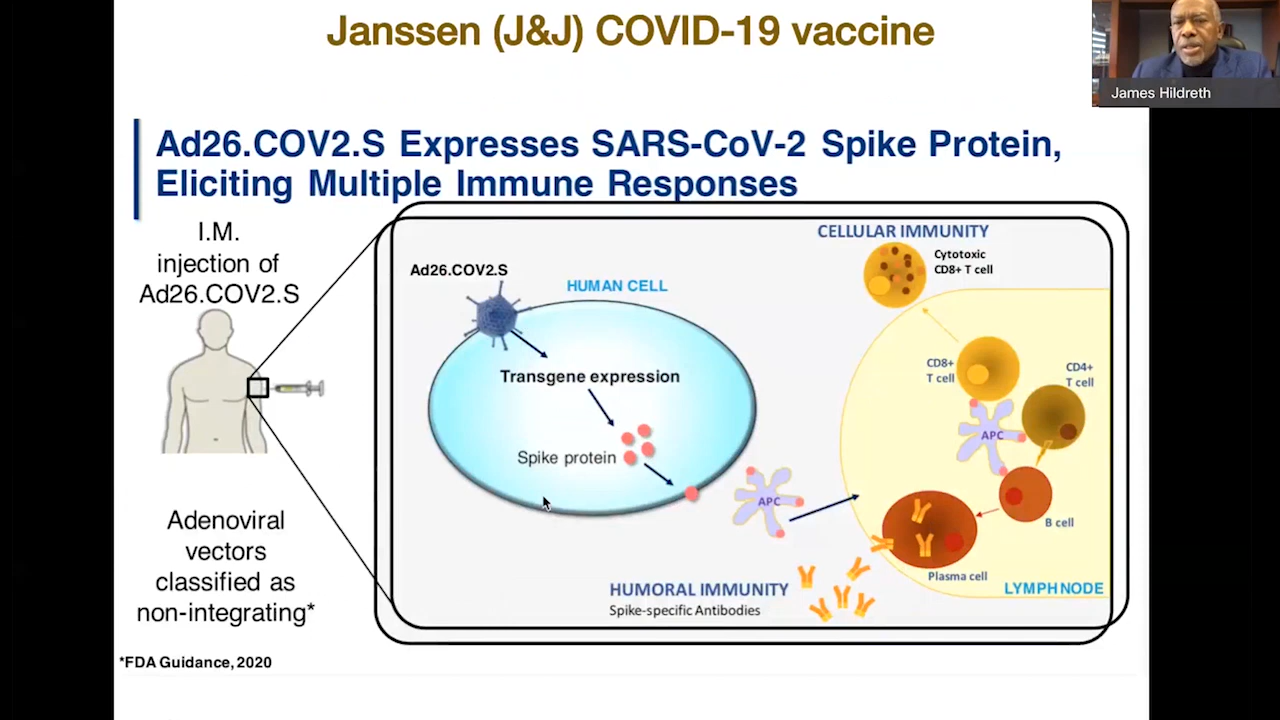 Janssen (J&J) COVID-19 vaccine
James Hildreth
Ad26.COV2.S Expresses SARS-CoV-2 Spike Protein,
Eliciting Multiple Immune Responses
I.M.
injection of
Ad26.COV2.S
Adenoviral
vectors
classified as
non-integrating*
*FDA Guidance, 2020
Ad26.COV2.S
HUMAN CELL
Transgene expression
Spike protein
APC
CELLULAR IMMUNITY
Cytotoxic
CD8+ T cell
CD8+
T cell
CD4+
T cell
APC
B cell
Plasma cell
LYMPH NODE
HUMORAL IMMUNITY
Spike-specific Antibodies